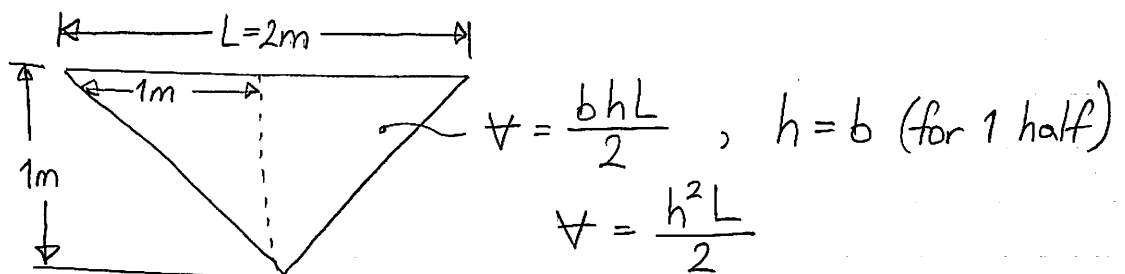 L=2m
1m
1m
∀ = bhL/2 , h = b (for 1 half)
∀ = h²L/2